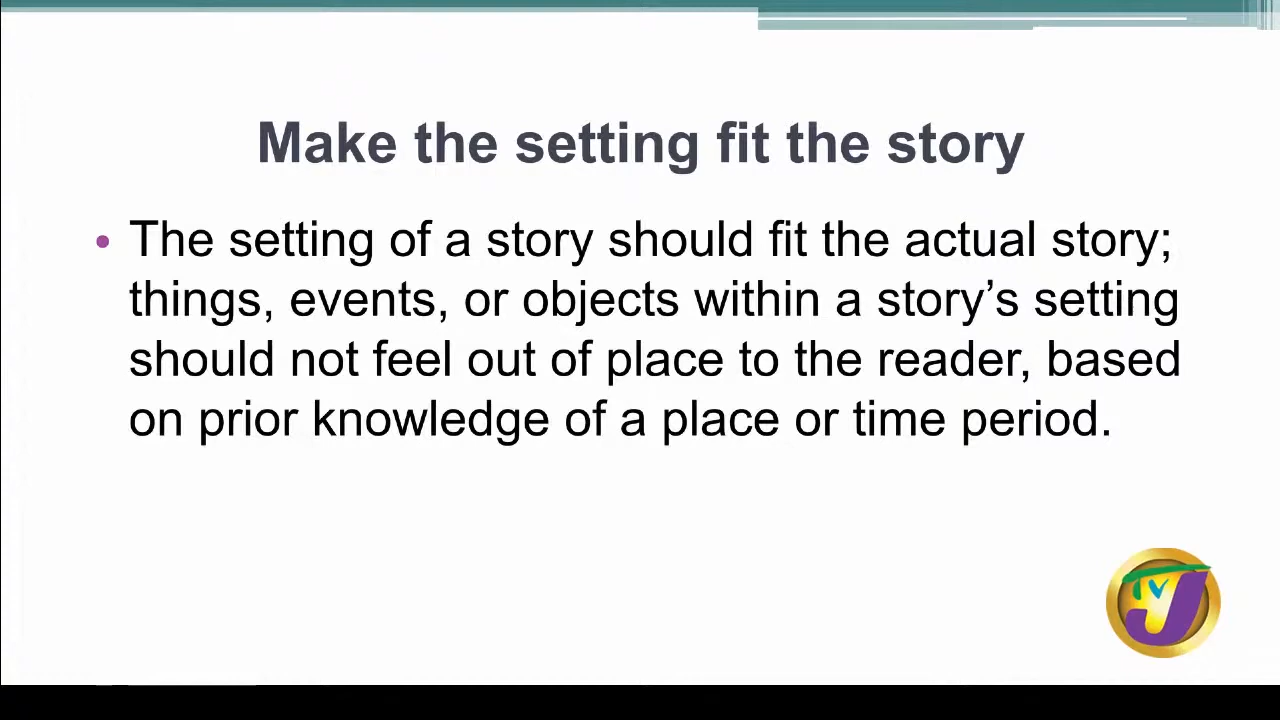 Make the setting fit the story
• The setting of a story should fit the actual story;
things, events, or objects within a story’s setting
should not feel out of place to the reader, based
on prior knowledge of a place or time period.
TVJ